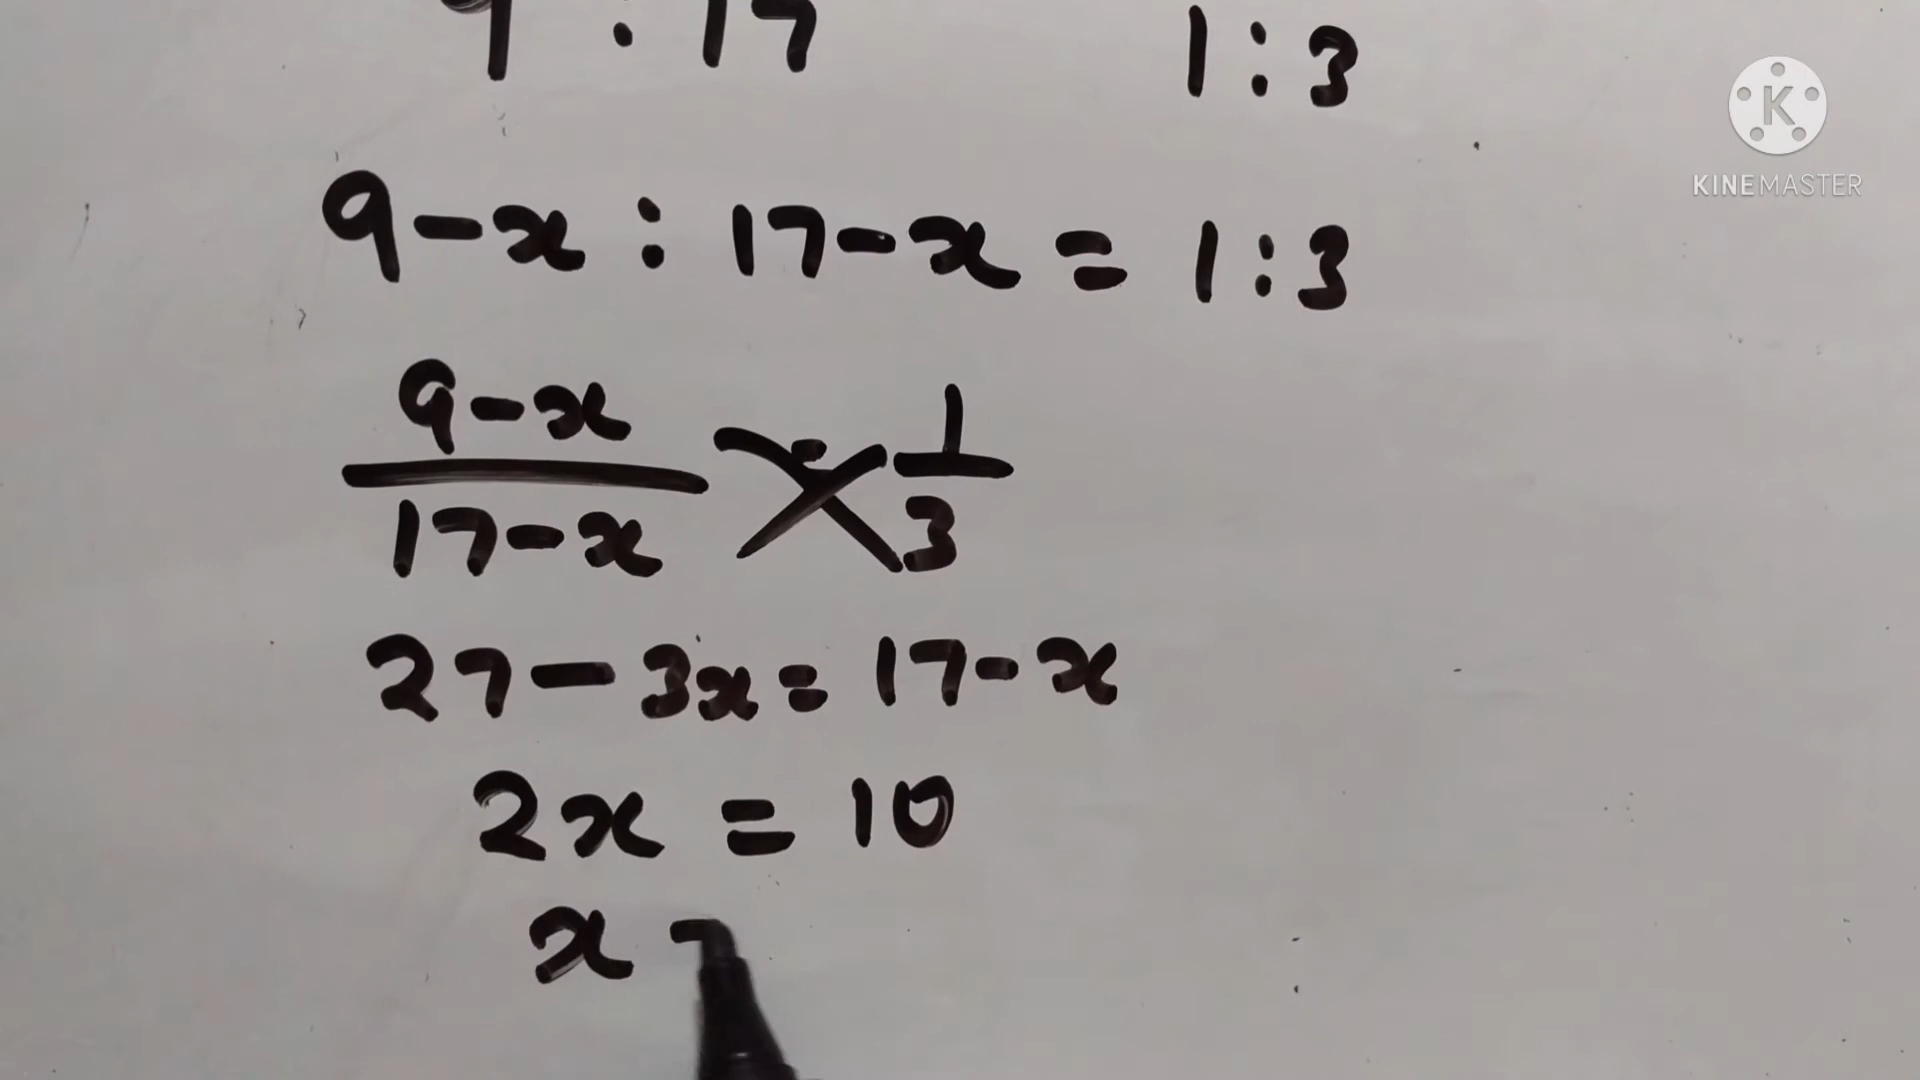 9 : 17 1 : 3
KINEMASTER
9 - x : 17 - x = 1 : 3
9 - x = 1
17 - x 3
27 - 3x = 17 - x
2x = 10
x -